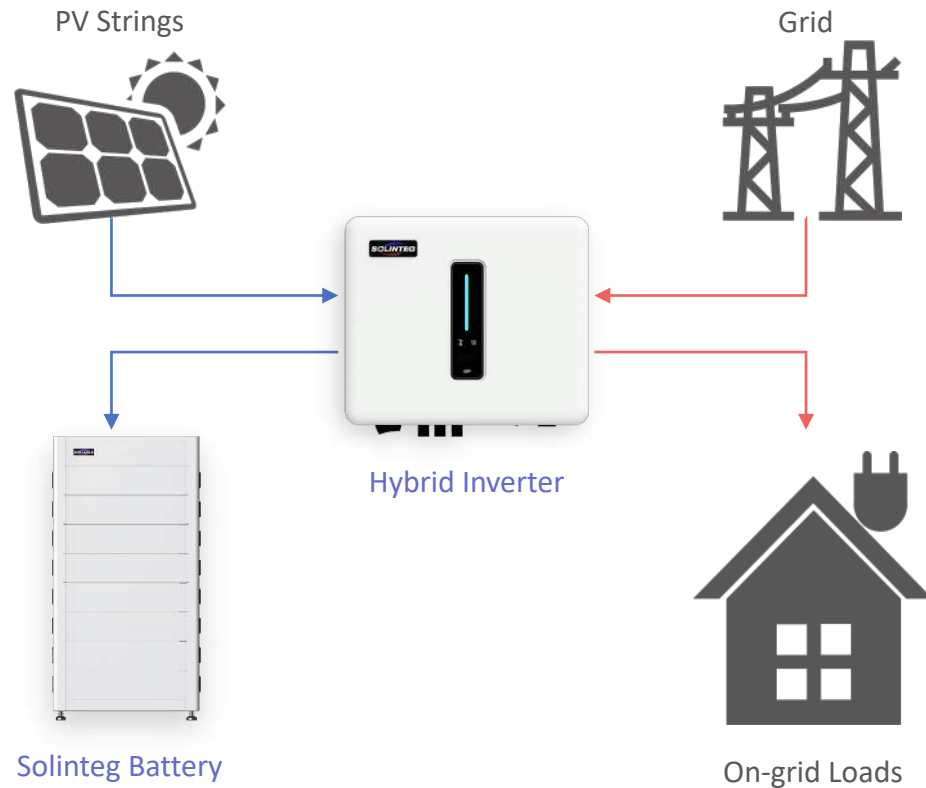 PV Strings
Grid
SOLINTEG
Hybrid Inverter
Solinteg Battery
On-grid Loads